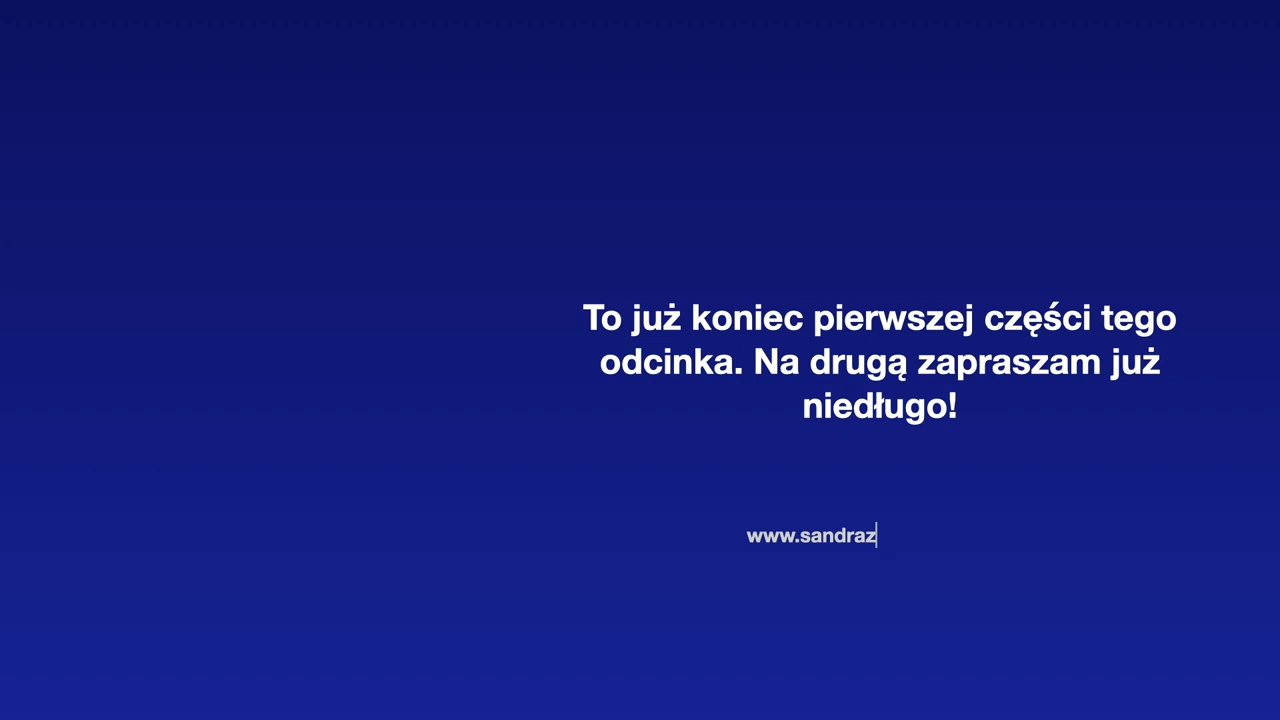 To już koniec pierwszej części tego
odcinka. Na drugą zapraszam już
niedługo!
www.sandraz